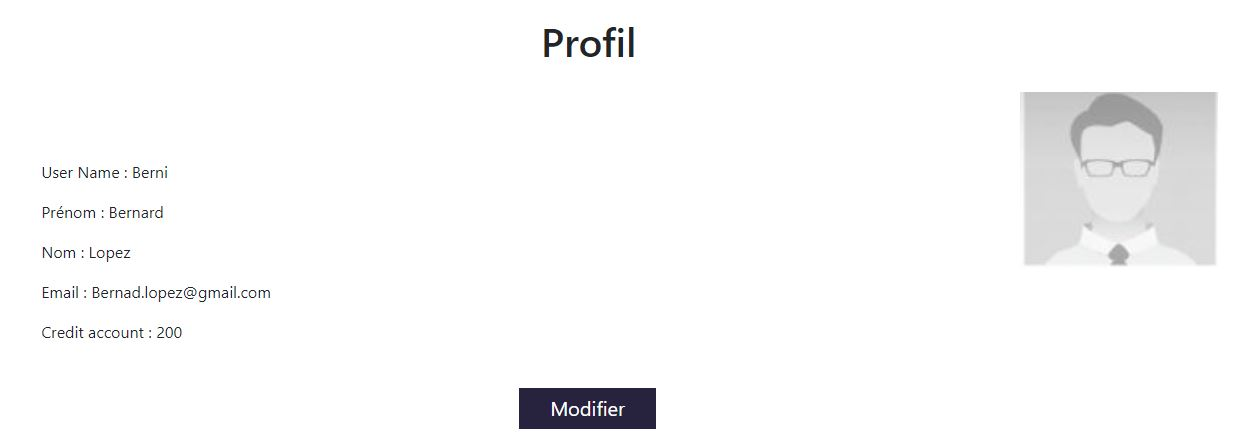 Profil
User Name : Berni
Prénom : Bernard
Nom : Lopez
Email : Bernad.lopez@gmail.com
Credit account : 200
Modifier